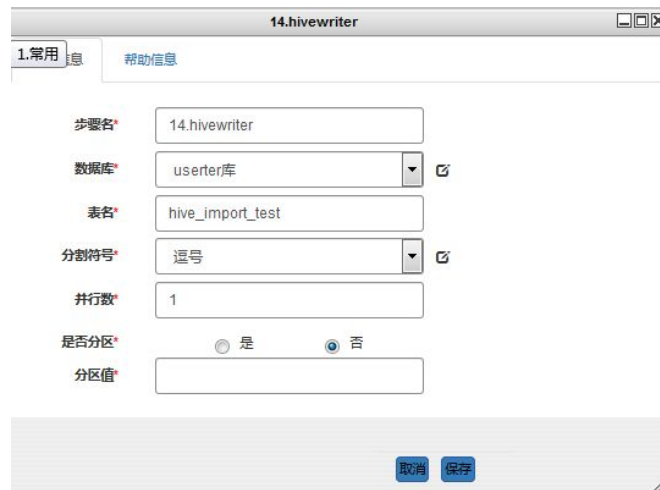 14.hivewriter
1.常用
息
帮助信息
步骤名*
14.hivewriter
数据库*
userter库
表名*
hive_import_test
分割符号*
逗号
并行数*
1
是否分区*
是
否
分区值*
取消
保存